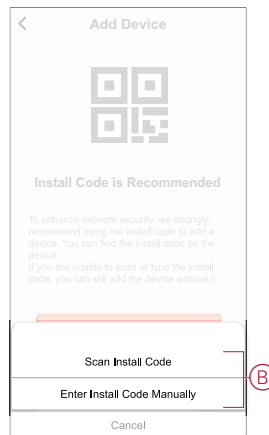 Add Device
Install Code is Recommended
To enhance network security, we strongly
recommend using the install code to add a
device. You can find the install code on the
device.
If you are unable to scan or type the install
code, you can still add the device without it.
Scan Install Code
B
Enter Install Code Manually
Cancel